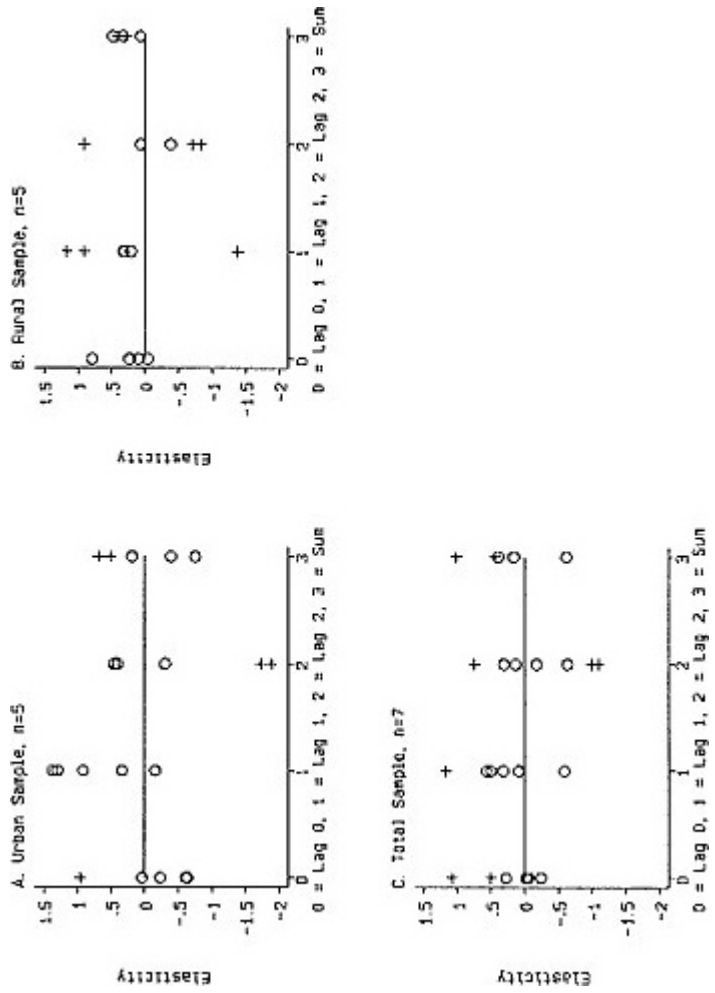 A. Urban Sample, n=5
Elasticity
1.5
1
.5
0
-.5
-1
-1.5
-2
0 1 2 3
0 = Lag 0, 1 = Lag 1, 2 = Lag 2, 3 = Sum
B. Rural Sample, n=5
Elasticity
1.5
1
.5
0
-.5
-1
-1.5
-2
0 1 2 3
0 = Lag 0, 1 = Lag 1, 2 = Lag 2, 3 = Sum
C. Total Sample, n=7
Elasticity
1.5
1
.5
0
-.5
-1
-1.5
-2
0 1 2 3
0 = Lag 0, 1 = Lag 1, 2 = Lag 2, 3 = Sum